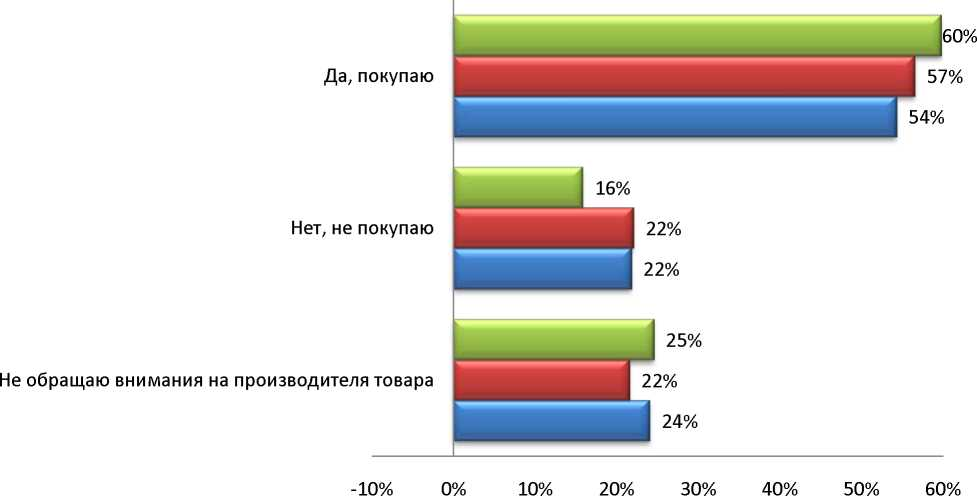 60%
Да, покупаю
57%
54%
16%
Нет, не покупаю
22%
22%
25%
Не обращаю внимания на производителя товара
22%
24%
-10% 0% 10% 20% 30% 40% 50% 60%